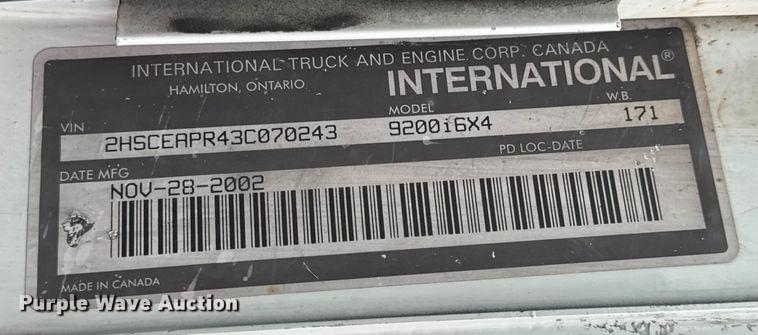 INTERNATIONAL TRUCK AND ENGINE CORP. CANADA
HAMILTON, ONTARIO
INTERNATIONAL®
VIN
MODEL
W.B.
2HSCEAPR43C070243
9200i6X4
171
DATE MFG
PD LOC-DATE
NOV-28-2002
MADE IN CANADA
Purple Wave Auction